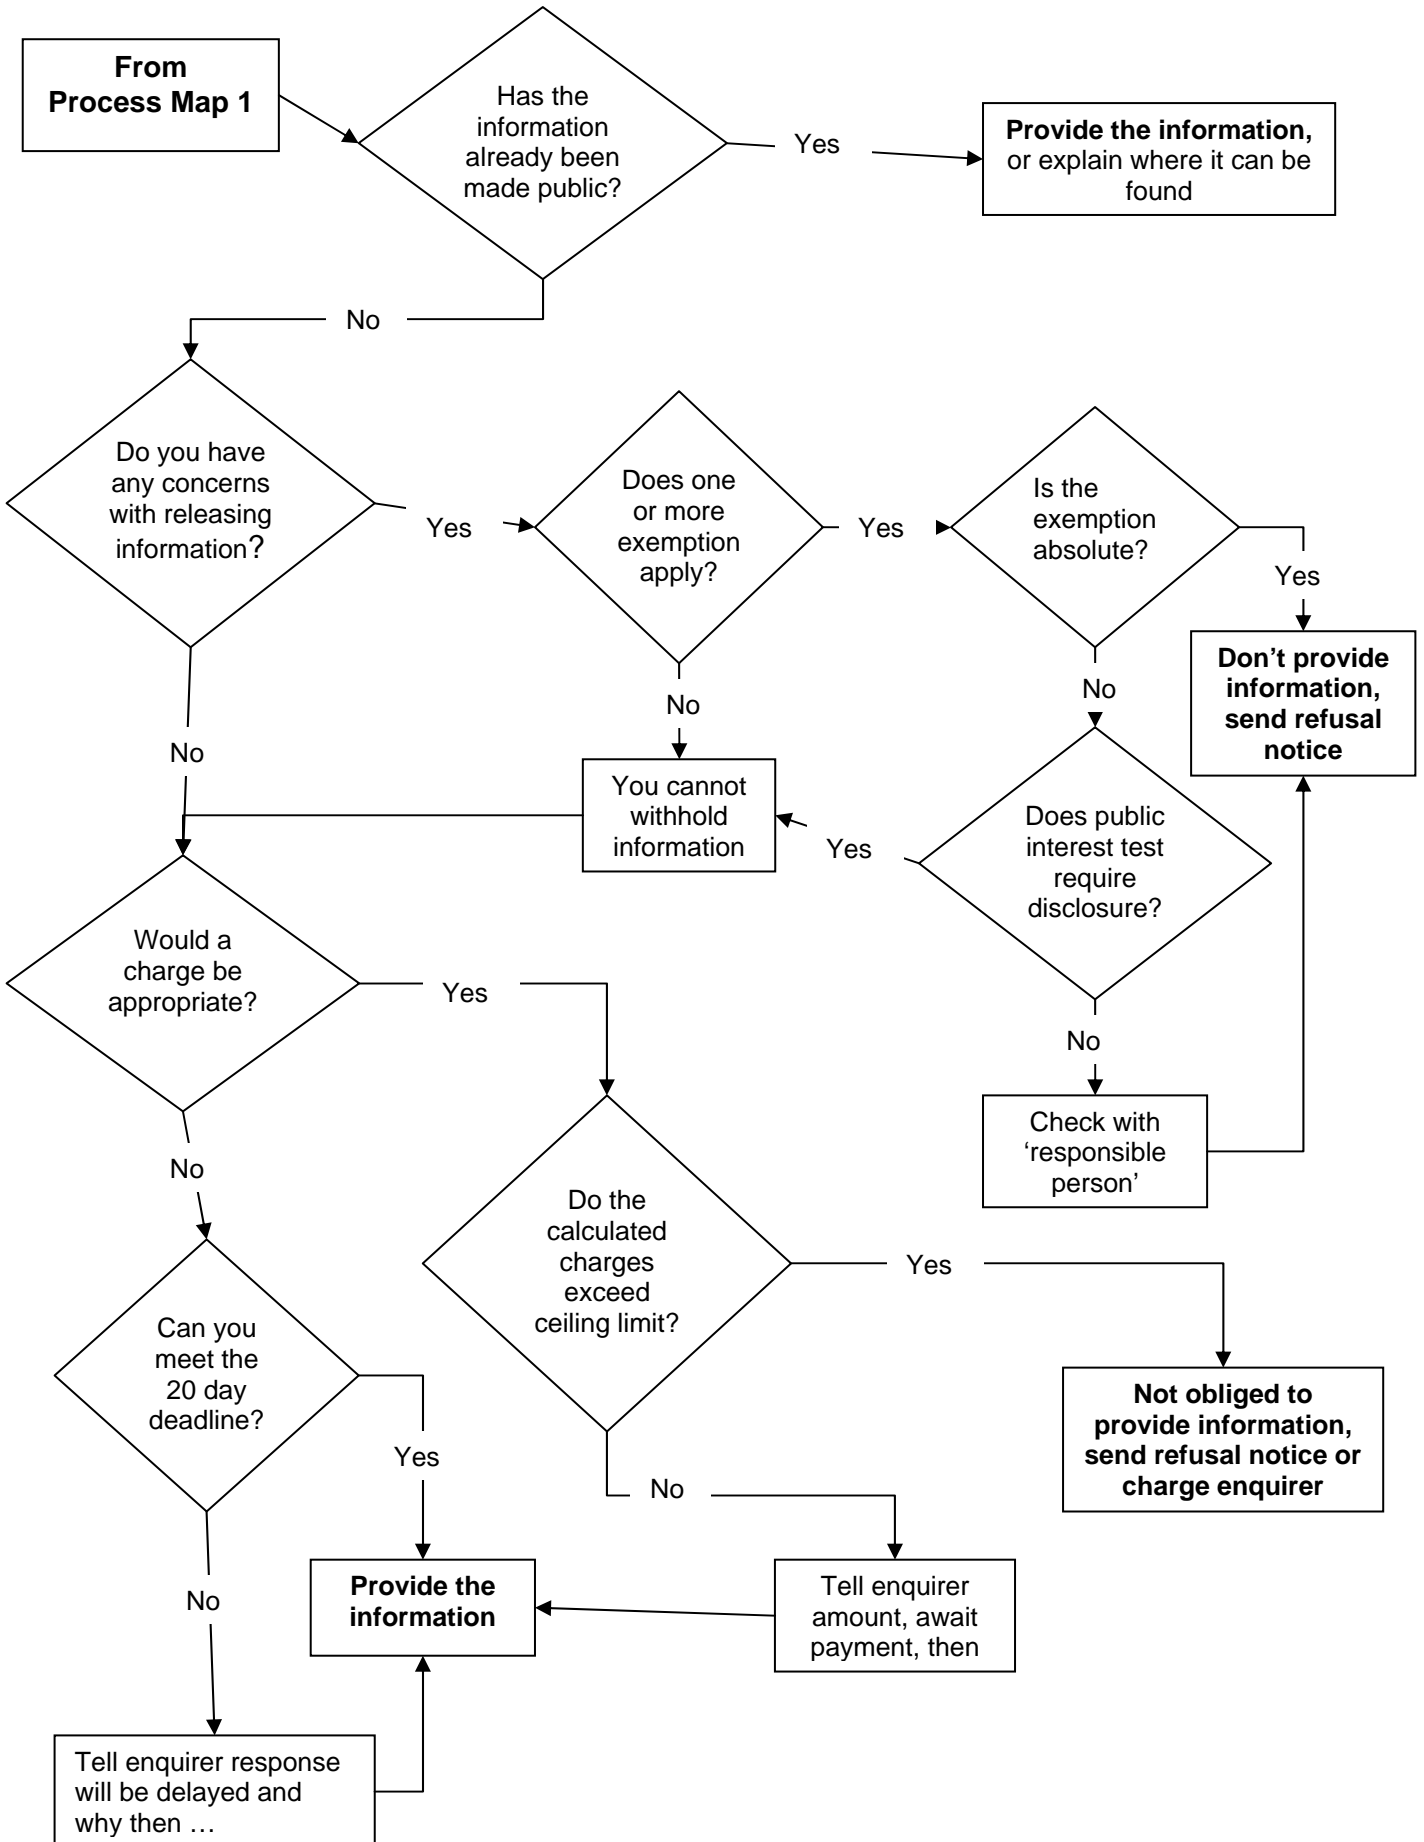 From
Process Map 1
Has the
information
already been
made public?
Yes
Provide the information,
or explain where it can be
found
No
Do you have
any concerns
with releasing
information?
Yes
Does one
or more
exemption
apply?
Yes
Is the
exemption
absolute?
Yes
No
No
No
Don’t provide
information,
send refusal
notice
You cannot
withhold
information
Yes
Does public
interest test
require
disclosure?
Would a
charge be
appropriate?
Yes
No
Check with
‘responsible
person’
No
Do the
calculated
charges
exceed
ceiling limit?
Yes
Can you
meet the
20 day
deadline?
Yes
No
Not obliged to
provide information,
send refusal notice or
charge enquirer
No
Provide the
information
Tell enquirer
amount, await
payment, then
Tell enquirer response
will be delayed and
why then …